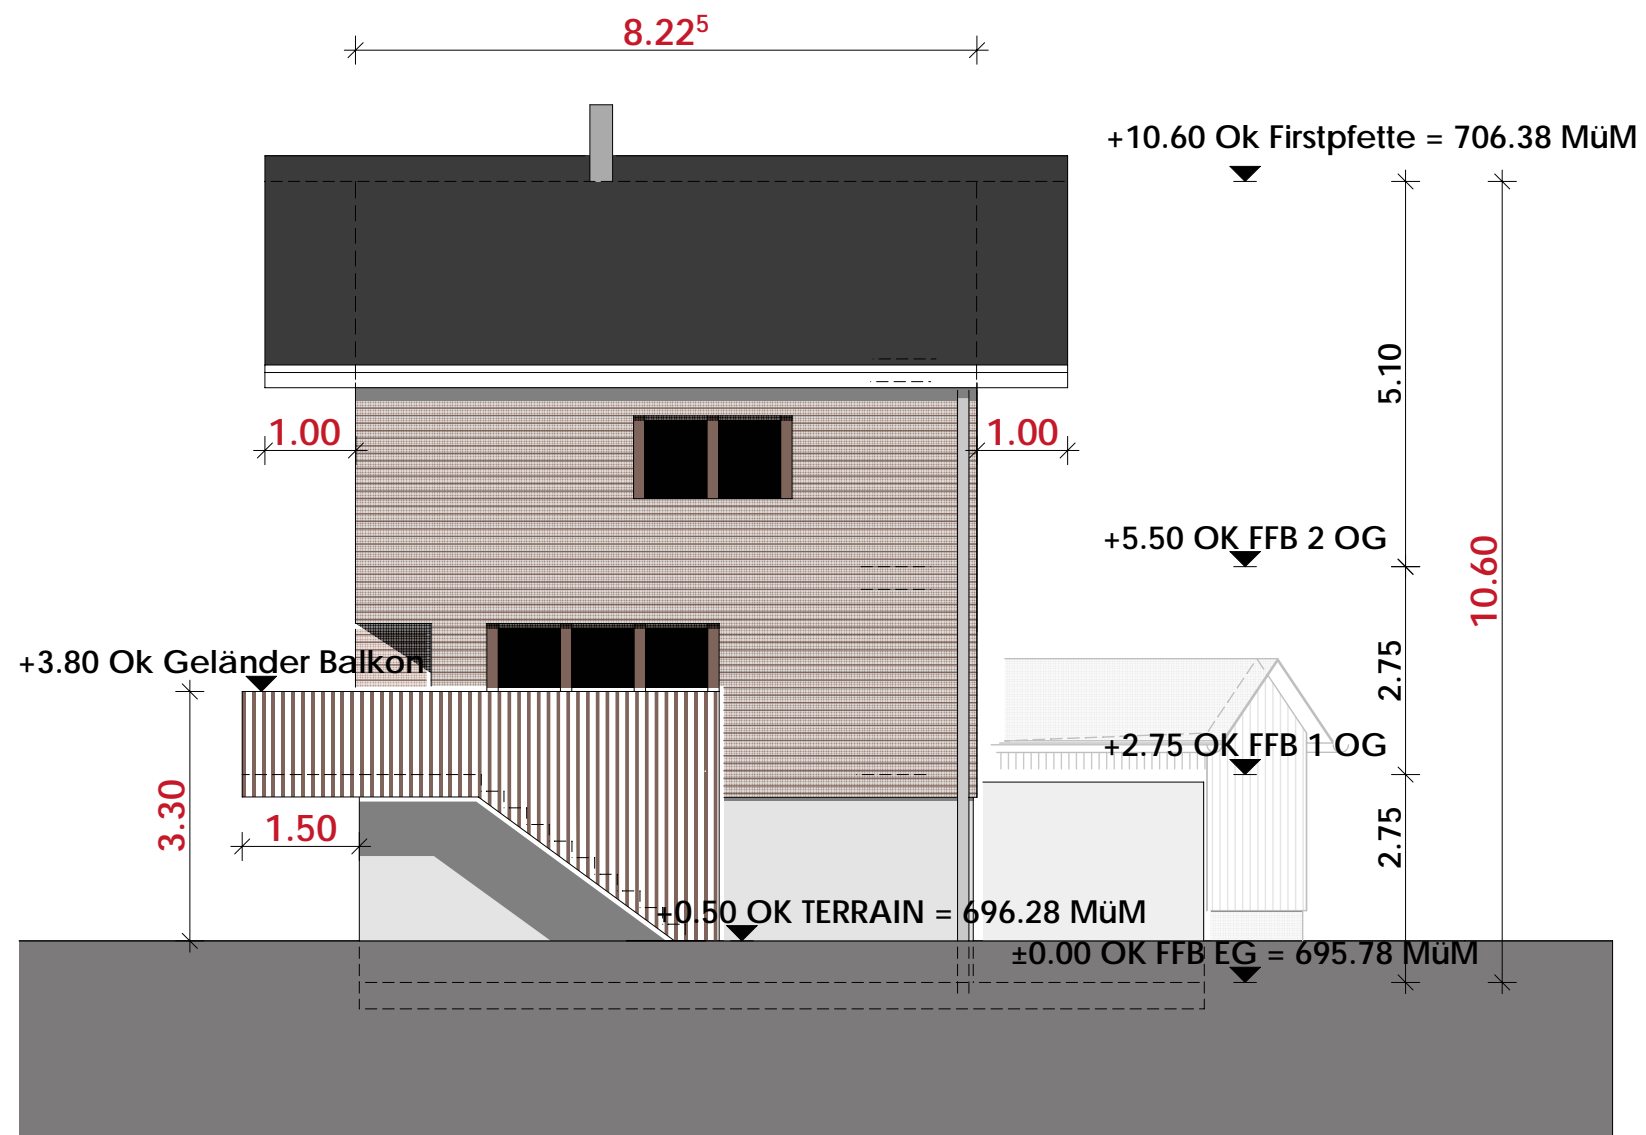 8.22⁵
+10.60 Ok Firstpfette = 706.38 MüM
5.10
1.00
1.00
+5.50 OK FFB 2 OG
10.60
+3.80 Ok Geländer Balkon
2.75
+2.75 OK FFB 1 OG
3.30
1.50
2.75
+0.50 OK TERRAIN = 696.28 MüM
±0.00 OK FFB EG = 695.78 MüM